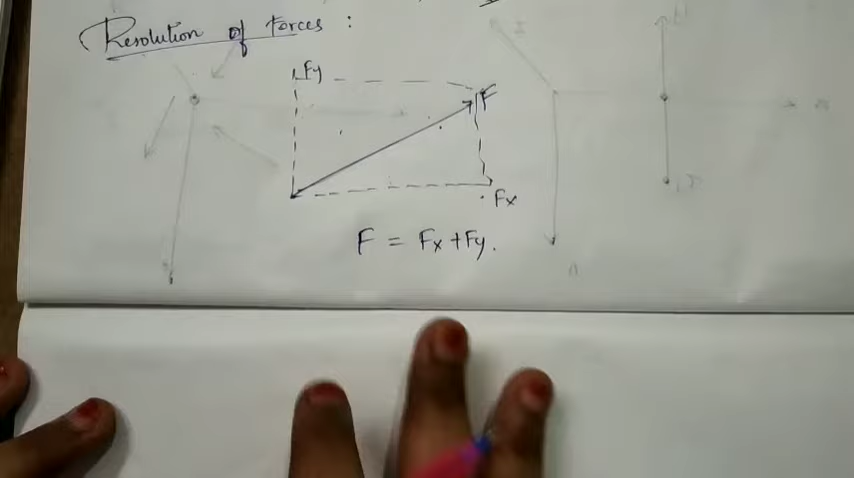 Resolution of Forces :
Fy
F
Fx
F = Fx + Fy.